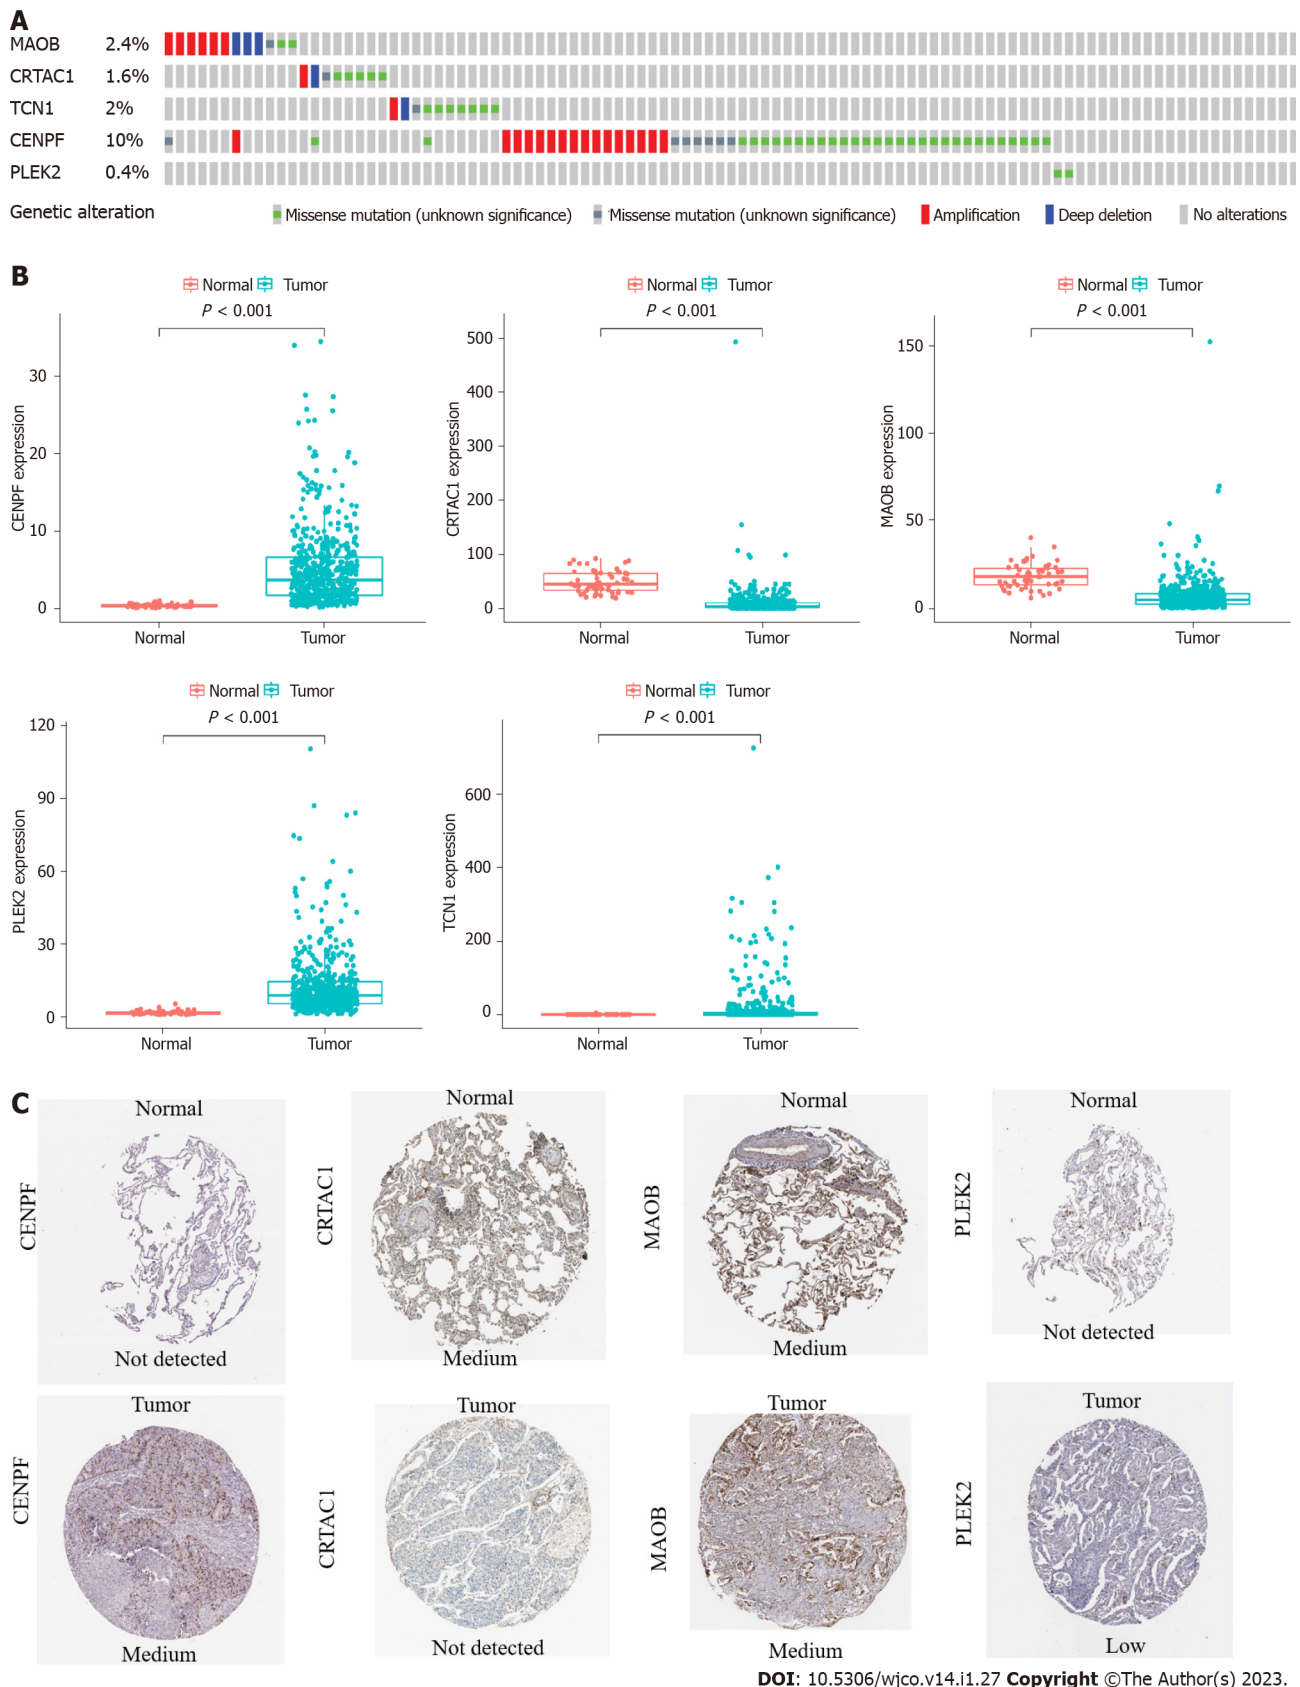 A
MAOB 2.4%
CRTAC1 1.6%
TCN1 2%
CENPF 10%
PLEK2 0.4%
Genetic alteration Missense mutation (unknown significance) Missense mutation (unknown significance) Amplification Deep deletion No alterations
B
Normal Tumor
P < 0.001
CENPF expression
30
20
10
0
Normal Tumor
Normal Tumor
P < 0.001
CRTAC1 expression
500
400
300
200
100
0
Normal Tumor
Normal Tumor
P < 0.001
MAOB expression
150
100
50
0
Normal Tumor
Normal Tumor
P < 0.001
PLEK2 expression
120
90
60
30
0
Normal Tumor
Normal Tumor
P < 0.001
TCN1 expression
600
400
200
0
Normal Tumor
C
Normal
CENPF
Not detected
Normal
CRTAC1
Medium
Normal
MAOB
Medium
Normal
PLEK2
Not detected
Tumor
CENPF
Medium
Tumor
CRTAC1
Not detected
Tumor
MAOB
Medium
Tumor
PLEK2
Low
DOI: 10.5306/wjco.v14.i1.27 Copyright ©The Author(s) 2023.